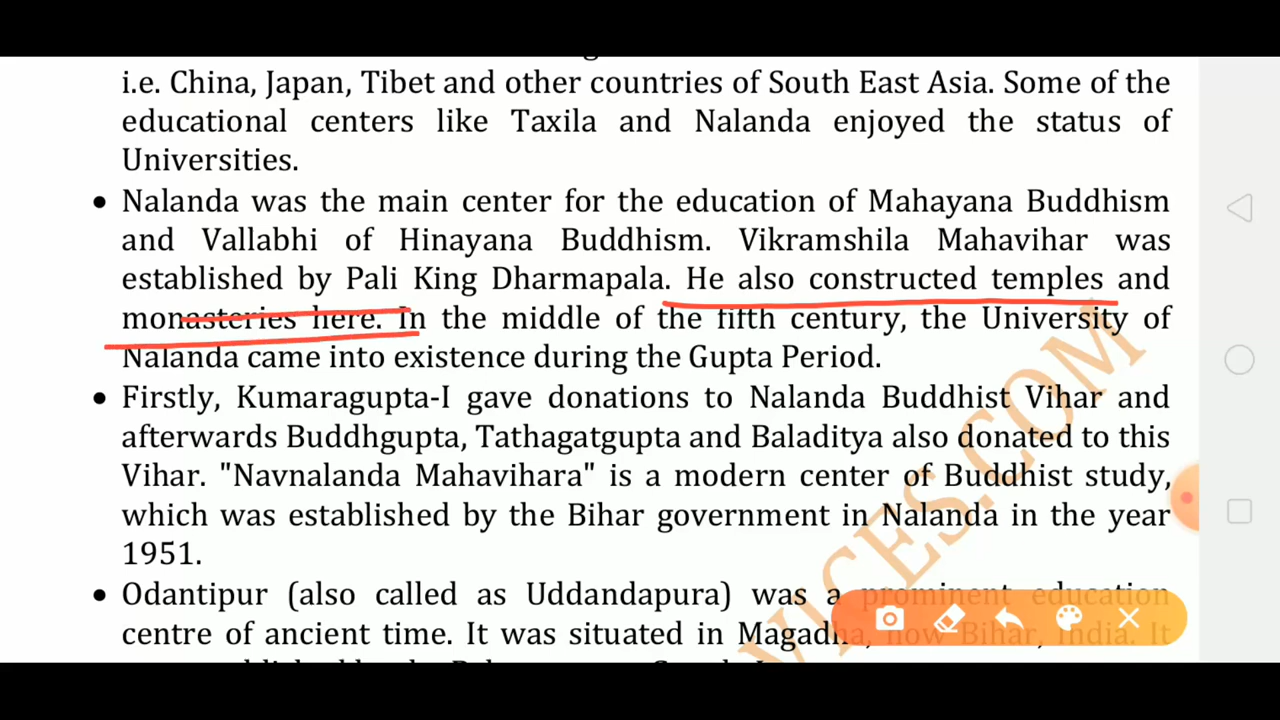 i.e. China, Japan, Tibet and other countries of South East Asia. Some of the
educational centers like Taxila and Nalanda enjoyed the status of
Universities.
• Nalanda was the main center for the education of Mahayana Buddhism
and Vallabhi of Hinayana Buddhism. Vikramshila Mahavihar was
established by Pali King Dharmapala. He also constructed temples and
monasteries here. In the middle of the fifth century, the University of
Nalanda came into existence during the Gupta Period.
• Firstly, Kumaragupta-I gave donations to Nalanda Buddhist Vihar and
afterwards Buddhgupta, Tathagatgupta and Baladitya also donated to this
Vihar. "Navnalanda Mahavihara" is a modern center of Buddhist study,
which was established by the Bihar government in Nalanda in the year
1951.
• Odantipur (also called as Uddandapura) was a prominent education
centre of ancient time. It was situated in Magadha, now Bihar, India. It
VICES.COM